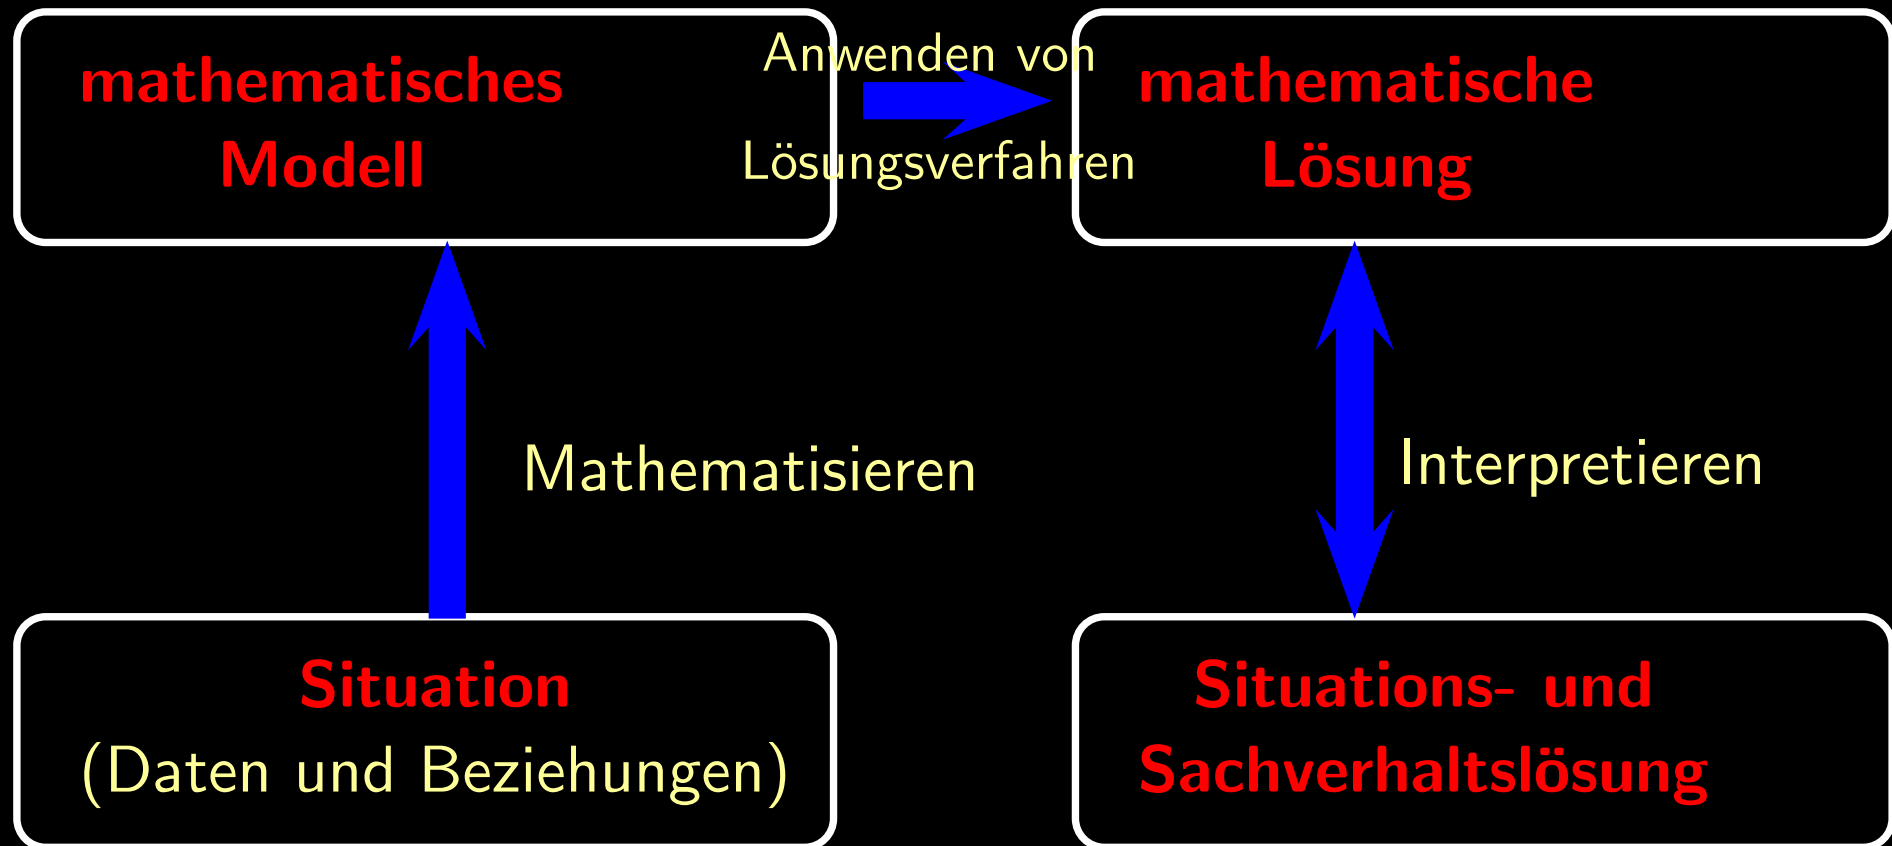 mathematisches
Modell
Anwenden von
Lösungsverfahren
mathematische
Lösung
Mathematisieren
Interpretieren
Situation
(Daten und Beziehungen)
Situations- und
Sachverhaltslösung